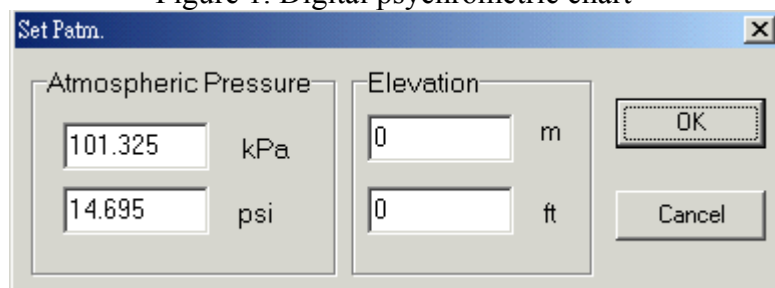 Figure 1. Digital psychrometric chart
Set Patm.
Atmospheric Pressure
101.325 kPa
14.695 psi
Elevation
0 m
0 ft
OK
Cancel